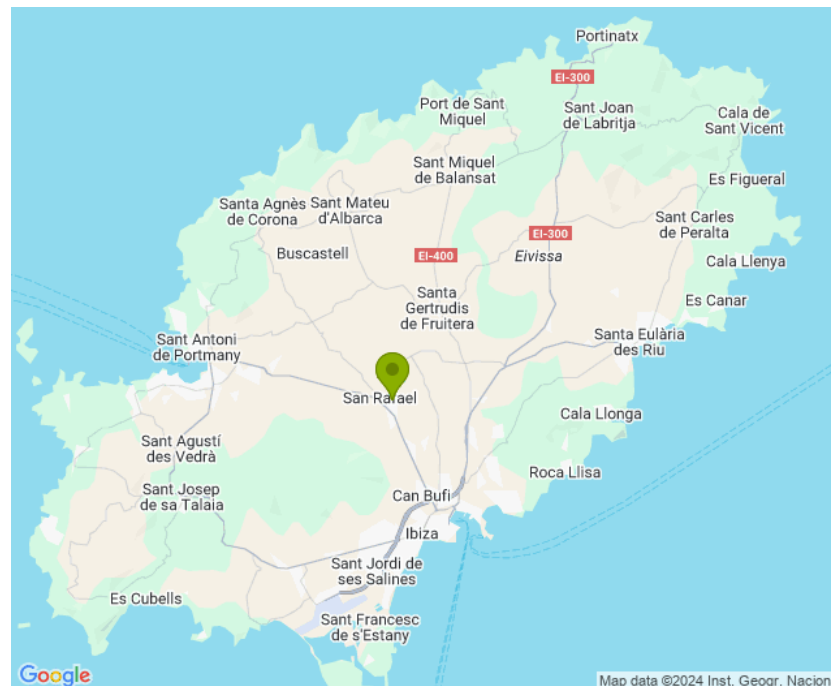 Portinatx
EI-300
Port de Sant
Miquel
Sant Joan
de Labritja
Cala de
Sant Vicent
Sant Miquel
de Balansat
Es Figueral
Santa Agnès
de Corona
Sant Mateu
d'Albarca
Sant Carles
de Peralta
EI-300
Buscastell
EI-400
Eivissa
Cala Llenya
Santa
Gertrudis
de Fruitera
Es Canar
Sant Antoni
de Portmany
Santa Eulària
des Riu
San Rafael
Cala Llonga
Sant Agustí
des Vedrà
Roca Llisa
Sant Josep
de sa Talaia
Can Bufi
Ibiza
Sant Jordi de
ses Salines
Es Cubells
Sant Francesc
de s'Estany
Google
Map data ©2024 Inst. Geogr. Nacion